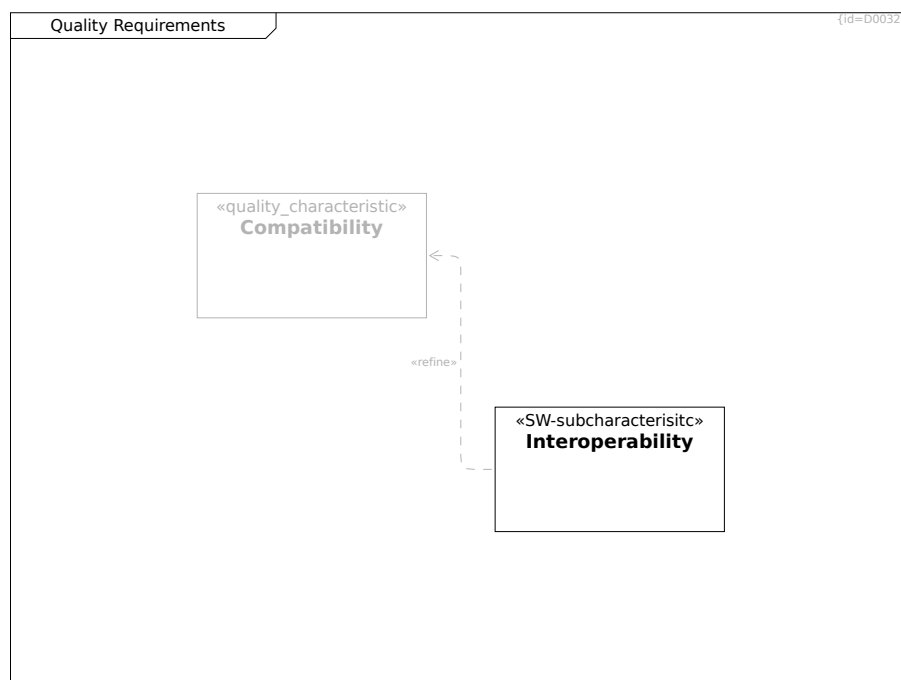 Quality Requirements
{id=D0032
«quality_characteristic»
Compatibility
«refine»
«SW-subcharacterisitc»
Interoperability